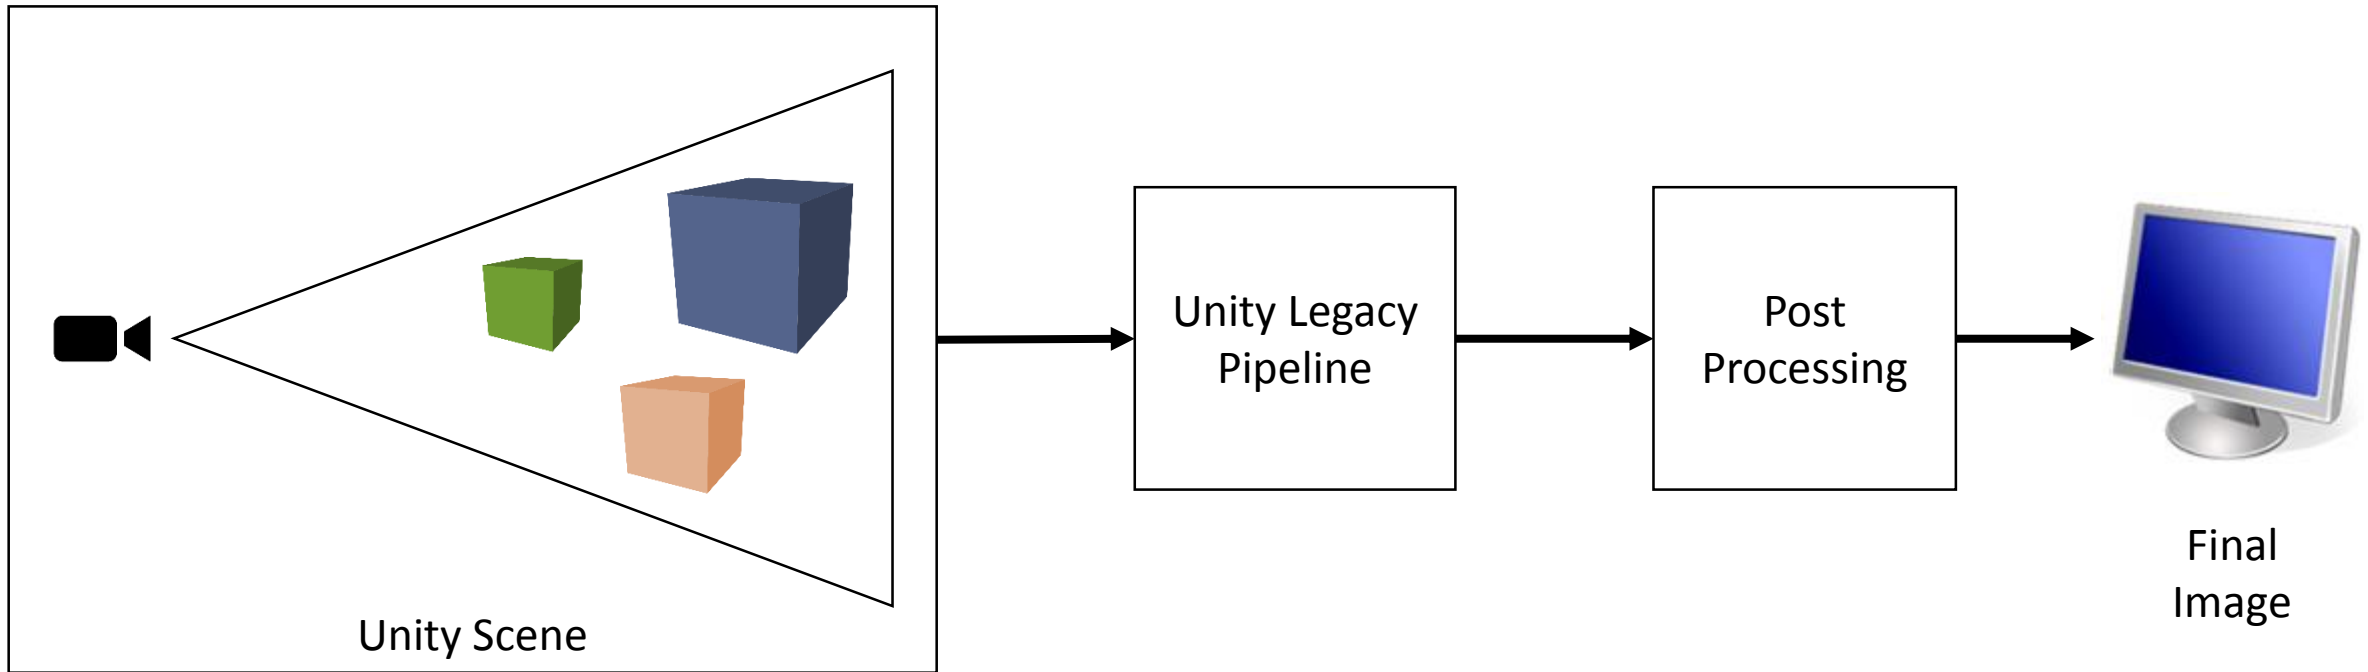 Unity Scene
Unity Legacy
Pipeline
Post
Processing
Final
Image